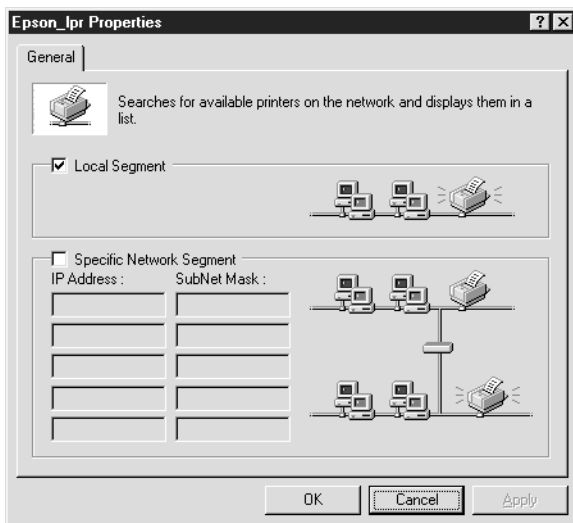 Epson_lpr Properties
General
Searches for available printers on the network and displays them in a
list.
Local Segment
Specific Network Segment
IP Address :
SubNet Mask :
OK
Cancel
Apply